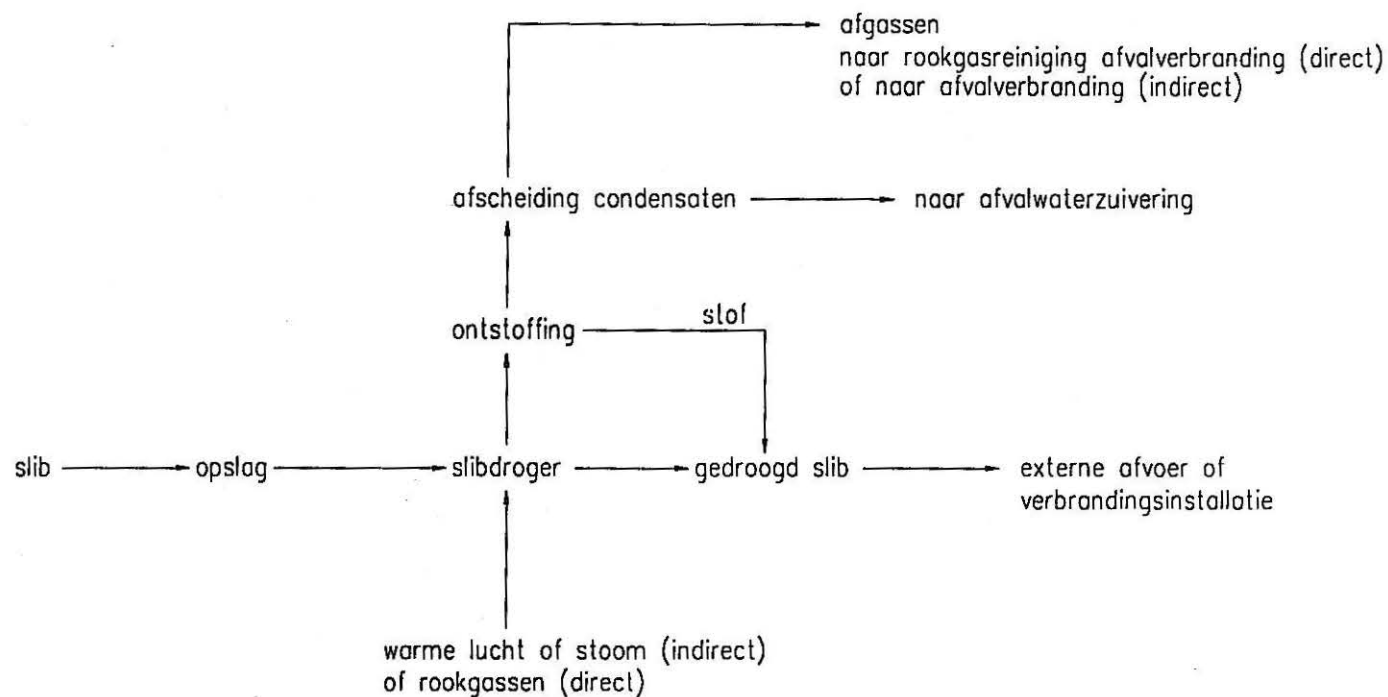 afgassen
naar rookgasreiniging afvalverbranding (direct)
of naar afvalverbranding (indirect)
afscheiding condensaten
naar afvalwaterzuivering
ontstoffing
stof
slib
opslag
slibdroger
gedroogd slib
externe afvoer of
verbrandingsinstallatie
warme lucht of stoom (indirect)
of rookgassen (direct)